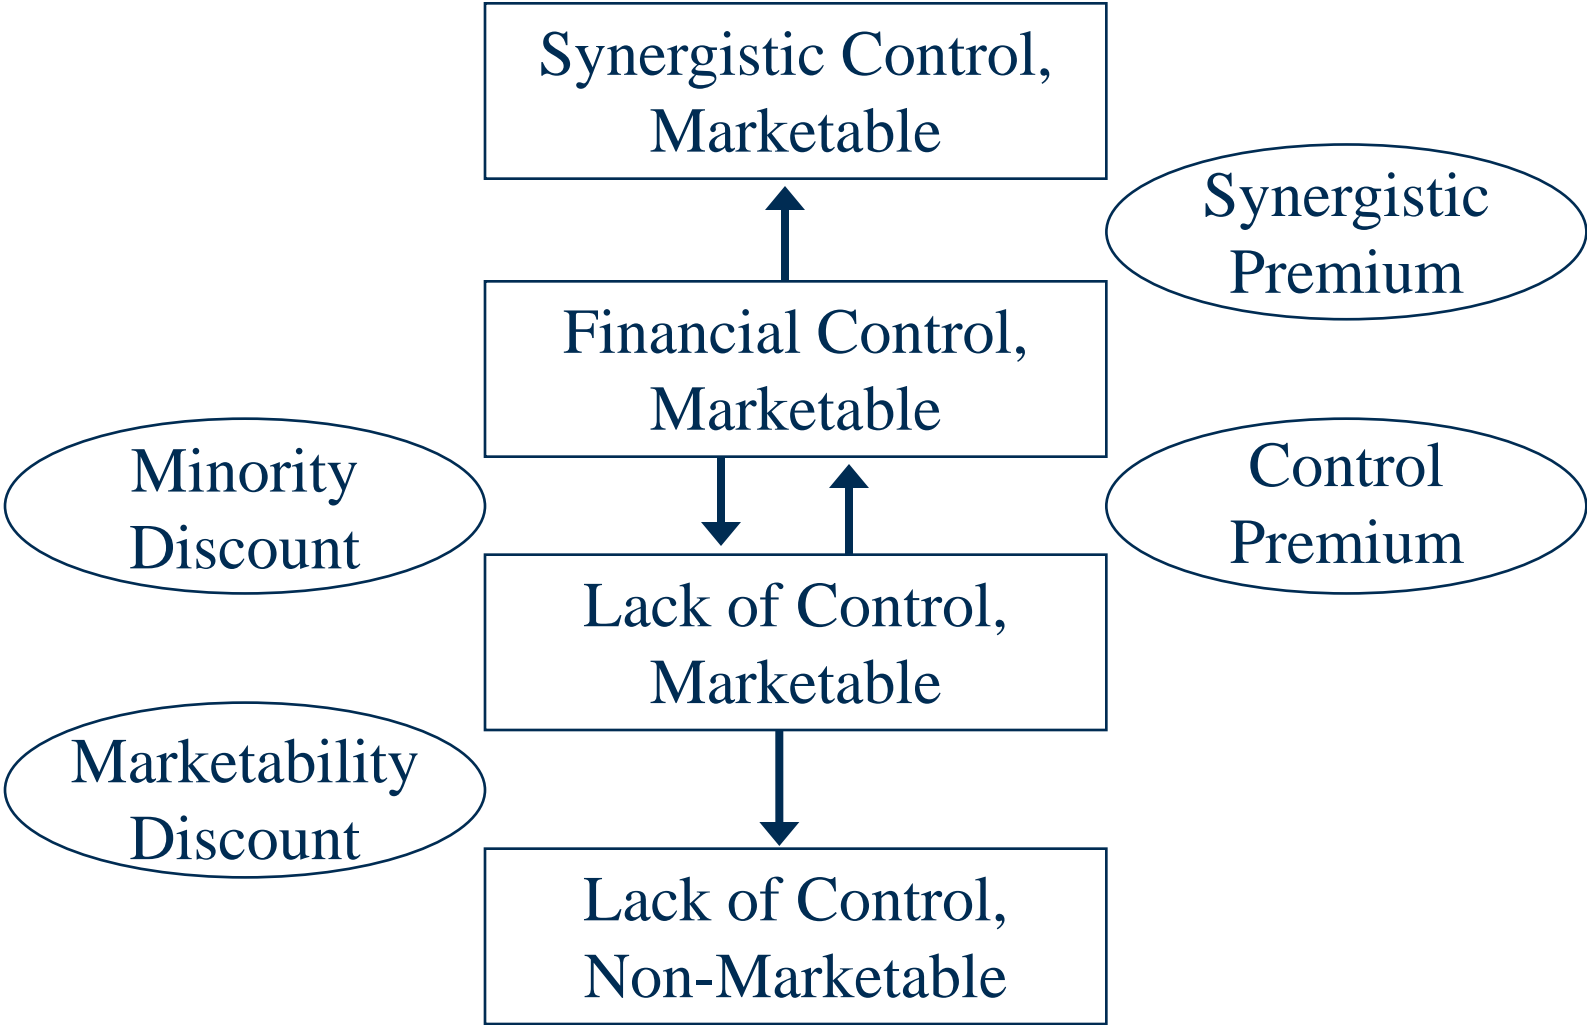 Synergistic Control,
Marketable
Synergistic
Premium
Financial Control,
Marketable
Minority
Discount
Control
Premium
Lack of Control,
Marketable
Marketability
Discount
Lack of Control,
Non-Marketable